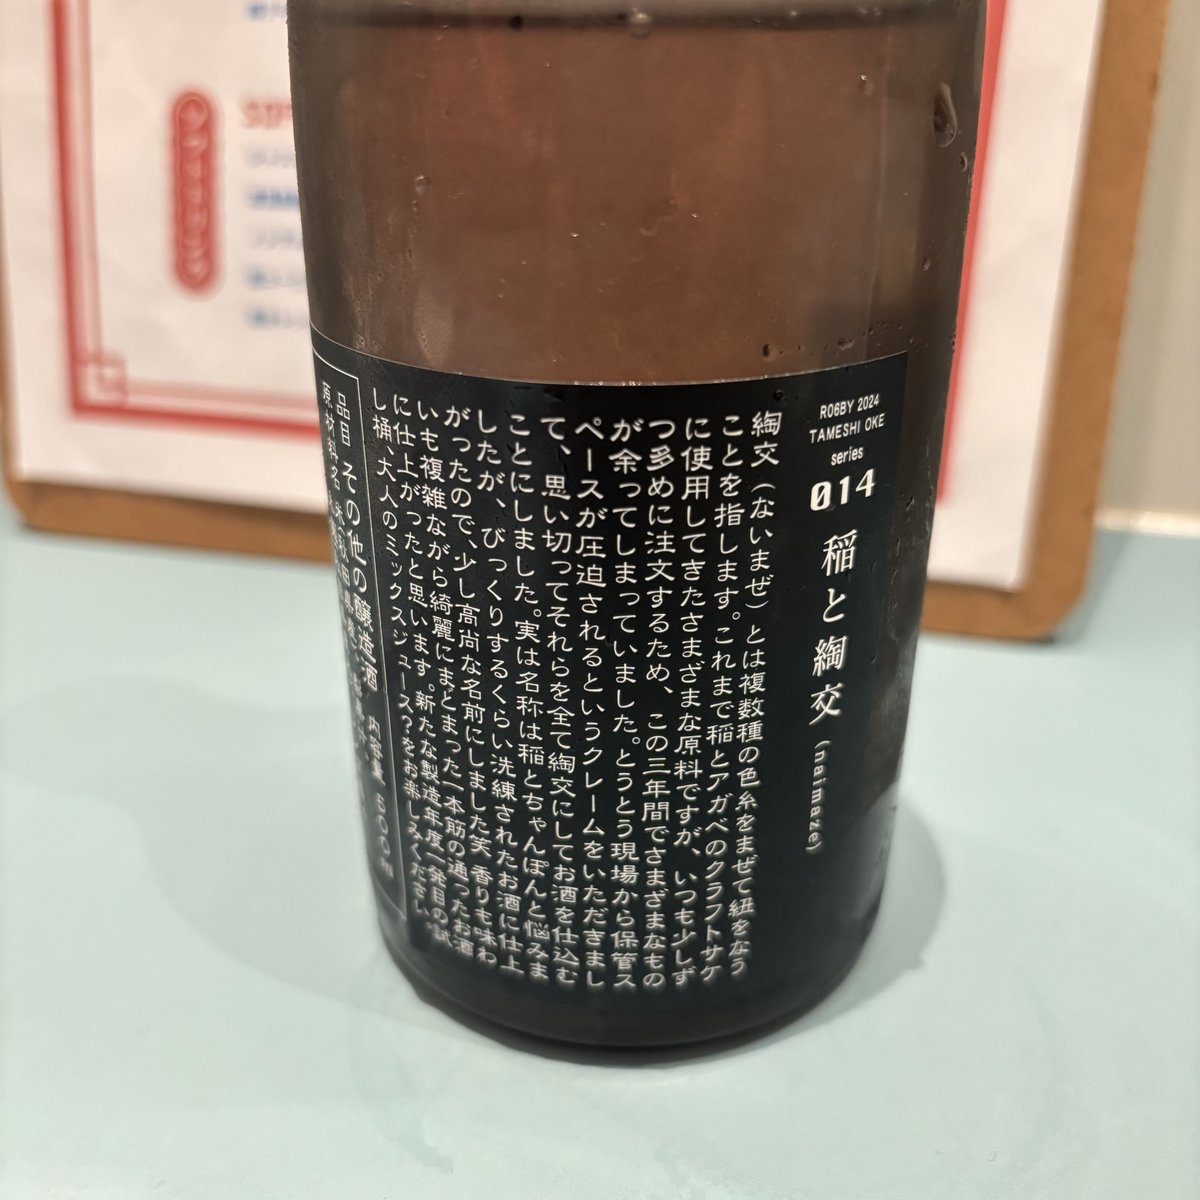 R06BY 2024
TAMESHI OKE
series
014
稲と綯交 (naimaze)
綯交(ないまぜ)とは複数種の色糸をまぜて紐をなう
ことを指します。これまで稲とアガベのクラフトサケ
に使用してきたさまざまな原料ですが、いつも少しず
つ多めに注文するため、この三年間でさまざまなもの
が余ってしまっていました。とうとう現場から保管ス
ペースが圧迫されるというクレームをいただきまし
て、思い切ってそれらを全て綯交にしてお酒を仕込む
ことにしました。実は名称は稲とちゃんぽんと悩みま
したが、びっくりするくらい洗練されたお酒に仕上
がったので、少し高尚な名前にしました笑 香りも味わ
いも複雑ながら綺麗にまとまった一本筋の通ったお酒
に仕上がったと思います。新たな製造年度一発目の試
し桶、大人のミックスジュース?をお楽しみください
品目 その他の醸造酒 内容量
原材料名